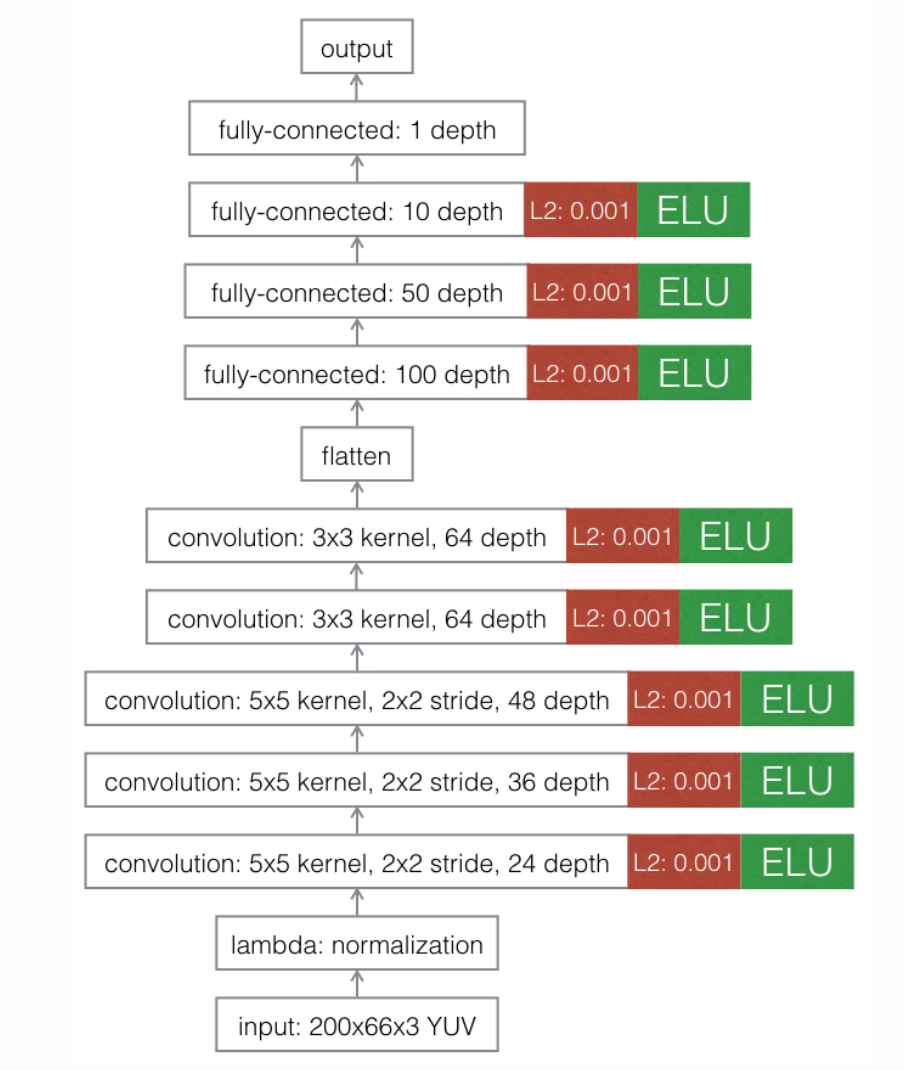 output
fully-connected: 1 depth
fully-connected: 10 depth L2: 0.001 ELU
fully-connected: 50 depth L2: 0.001 ELU
fully-connected: 100 depth L2: 0.001 ELU
flatten
convolution: 3x3 kernel, 64 depth L2: 0.001 ELU
convolution: 3x3 kernel, 64 depth L2: 0.001 ELU
convolution: 5x5 kernel, 2x2 stride, 48 depth L2: 0.001 ELU
convolution: 5x5 kernel, 2x2 stride, 36 depth L2: 0.001 ELU
convolution: 5x5 kernel, 2x2 stride, 24 depth L2: 0.001 ELU
lambda: normalization
input: 200x66x3 YUV